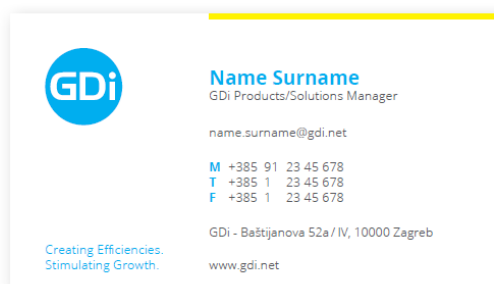 GDi
Name Surname
GDi Products/Solutions Manager
name.surname@gdi.net
M +385 91 23 45 678
T +385 1 23 45 678
F +385 1 23 45 678
GDi - Baštijanova 52a / IV, 10000 Zagreb
www.gdi.net
Creating Efficiencies.
Stimulating Growth.